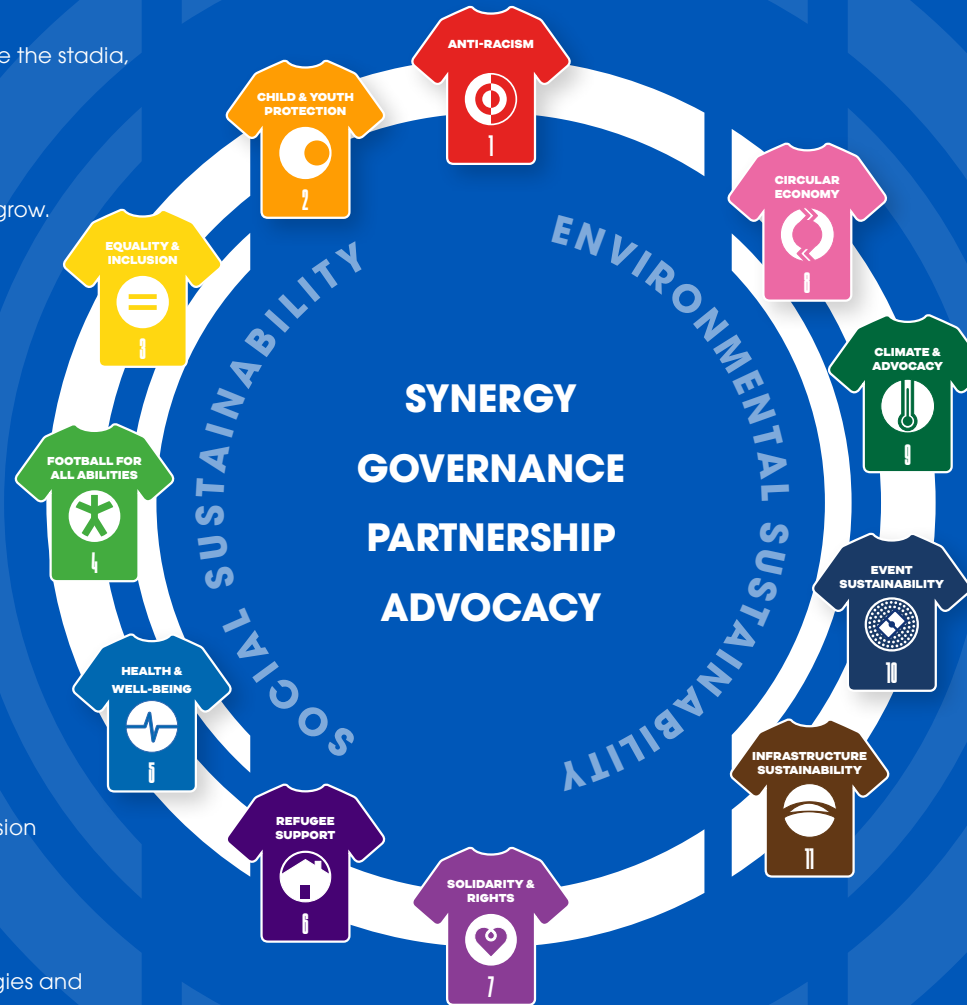 e the stadia,
grow.
sion
gies and
ANTI-RACISM
1
CHILD & YOUTH
PROTECTION
2
EQUALITY &
INCLUSION
3
FOOTBALL FOR
ALL ABILITIES
4
HEALTH &
WELL-BEING
5
REFUGEE
SUPPORT
6
SOLIDARITY &
RIGHTS
7
CIRCULAR
ECONOMY
8
CLIMATE &
ADVOCACY
9
EVENT
SUSTAINABILITY
10
INFRASTRUCTURE
SUSTAINABILITY
11
SOCIAL SUSTAINABILITY
ENVIRONMENTAL SUSTAINABILITY
SYNERGY
GOVERNANCE
PARTNERSHIP
ADVOCACY